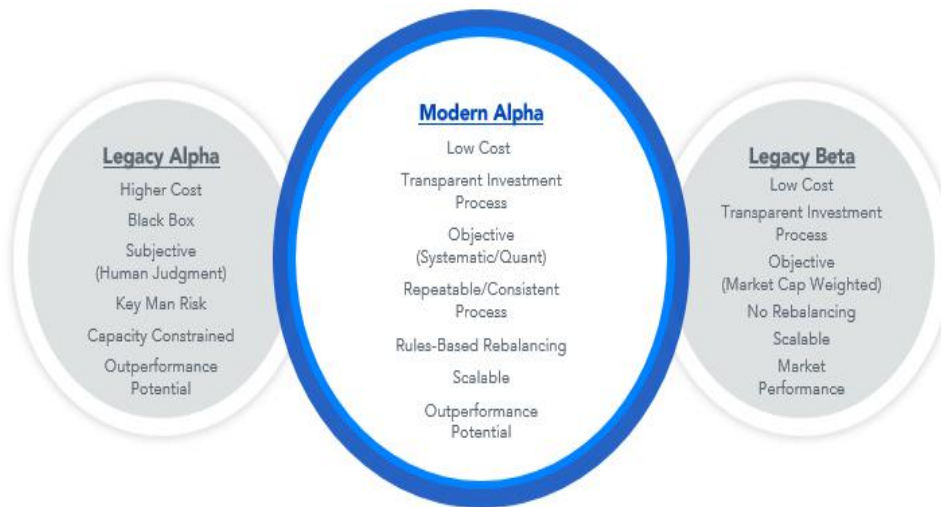 Legacy Alpha
Higher Cost
Black Box
Subjective
(Human Judgment)
Key Man Risk
Capacity Constrained
Outperformance
Potential
Modern Alpha
Low Cost
Transparent Investment
Process
Objective
(Systematic/Quant)
Repeatable/Consistent
Process
Rules-Based Rebalancing
Scalable
Outperformance
Potential
Legacy Beta
Low Cost
Transparent Investment
Process
Objective
(Market Cap Weighted)
No Rebalancing
Scalable
Market
Performance